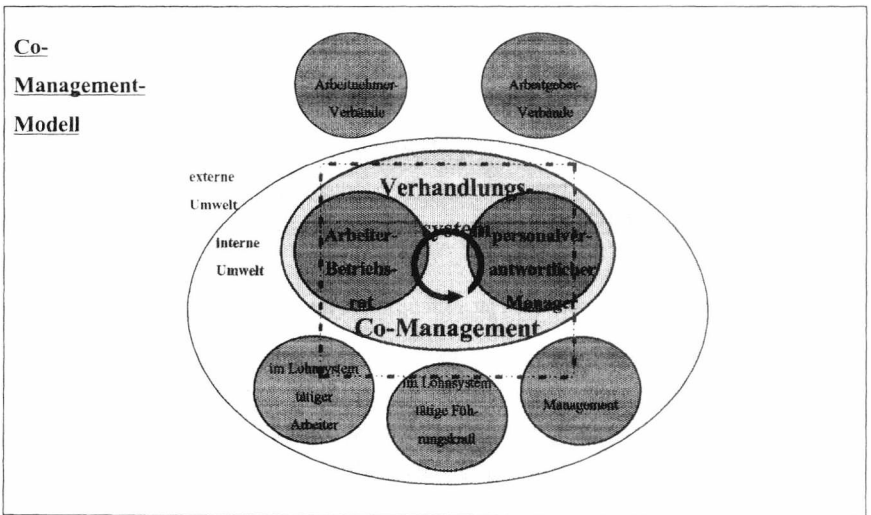 Co-
Management-
Modell
Arbeitnehmer-
Verbände
Arbeitgeber-
Verbände
externe
Umwelt
interne
Umwelt
Verhandlungs-
system
Arbeiter-
Betriebs-
rat
personalver-
antwortlicher
Manager
Co-Management
im Lohnsystem
tätiger
Arbeiter
im Lohnsystem
tätige Füh-
rungskraft
Management